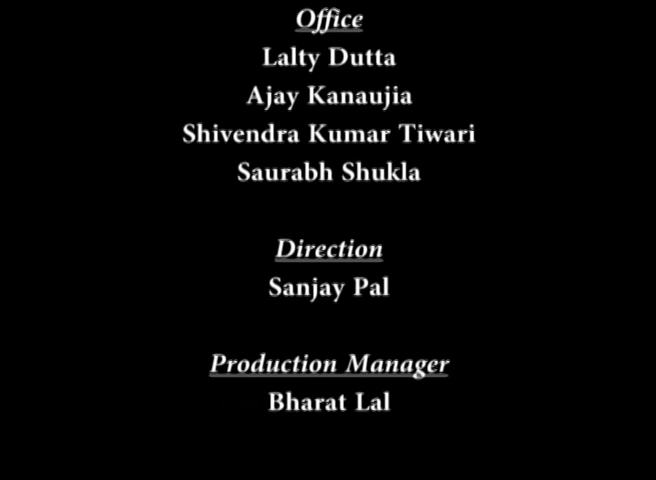 Office
Lalty Dutta
Ajay Kanaujia
Shivendra Kumar Tiwari
Saurabh Shukla
Direction
Sanjay Pal
Production Manager
Bharat Lal